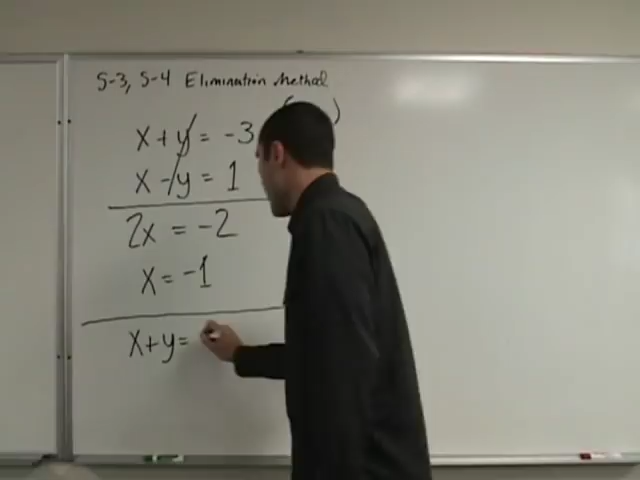 5-3, 5-4 Elimination Method
( )
x + y = -3
x - y = 1
2x = -2
x = -1
x + y =